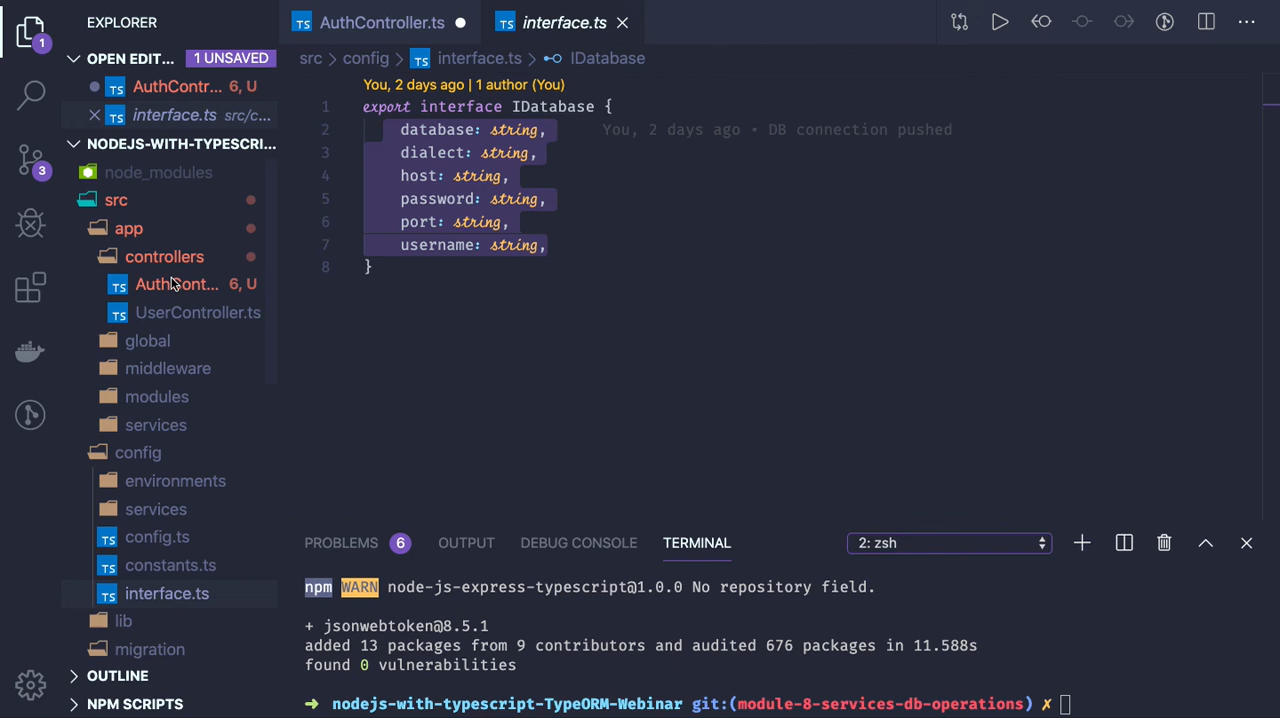 EXPLORER
OPEN EDIT... 1 UNSAVED
AuthContr... 6, U
interface.ts src/c...
NODEJS-WITH-TYPESCRI...
node_modules
src
app
controllers
AuthCont... 6, U
UserController.ts
global
middleware
modules
services
config
environments
services
config.ts
constants.ts
interface.ts
lib
migration
OUTLINE
NPM SCRIPTS
1
3
TS AuthController.ts
TS interface.ts
src > config > TS interface.ts > IDatabase
You, 2 days ago | 1 author (You)
1 export interface IDatabase {
2 database: string, You, 2 days ago • DB connection pushed
3 dialect: string,
4 host: string,
5 password: string,
6 port: string,
7 username: string,
8 }
PROBLEMS 6 OUTPUT DEBUG CONSOLE TERMINAL 2: zsh
npm WARN node-js-express-typescript@1.0.0 No repository field.
+ jsonwebtoken@8.5.1
added 13 packages from 9 contributors and audited 676 packages in 11.588s
found 0 vulnerabilities
➜ nodejs-with-typescript-TypeORM-Webinar git:(module-8-services-db-operations) ✗